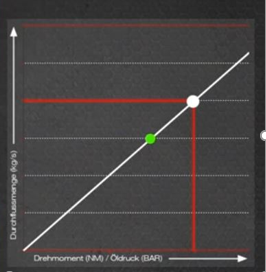 Durchflussmenge (kg/s)
Drehmoment (NM) / Öldruck (BAR)